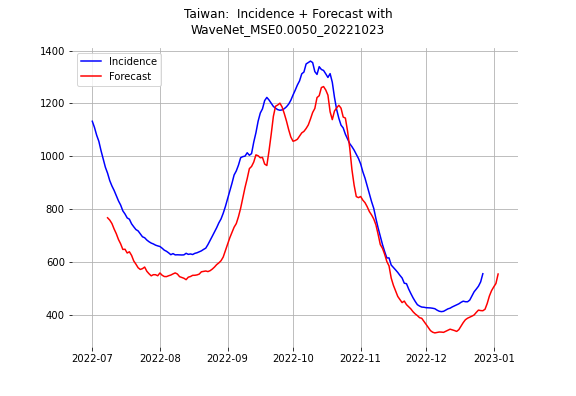 Taiwan:  Incidence + Forecast with
WaveNet_MSE0.0050_20221023
Incidence
Forecast
1400
1200
1000
800
600
400
2022-07 2022-08 2022-09 2022-10 2022-11 2022-12 2023-01